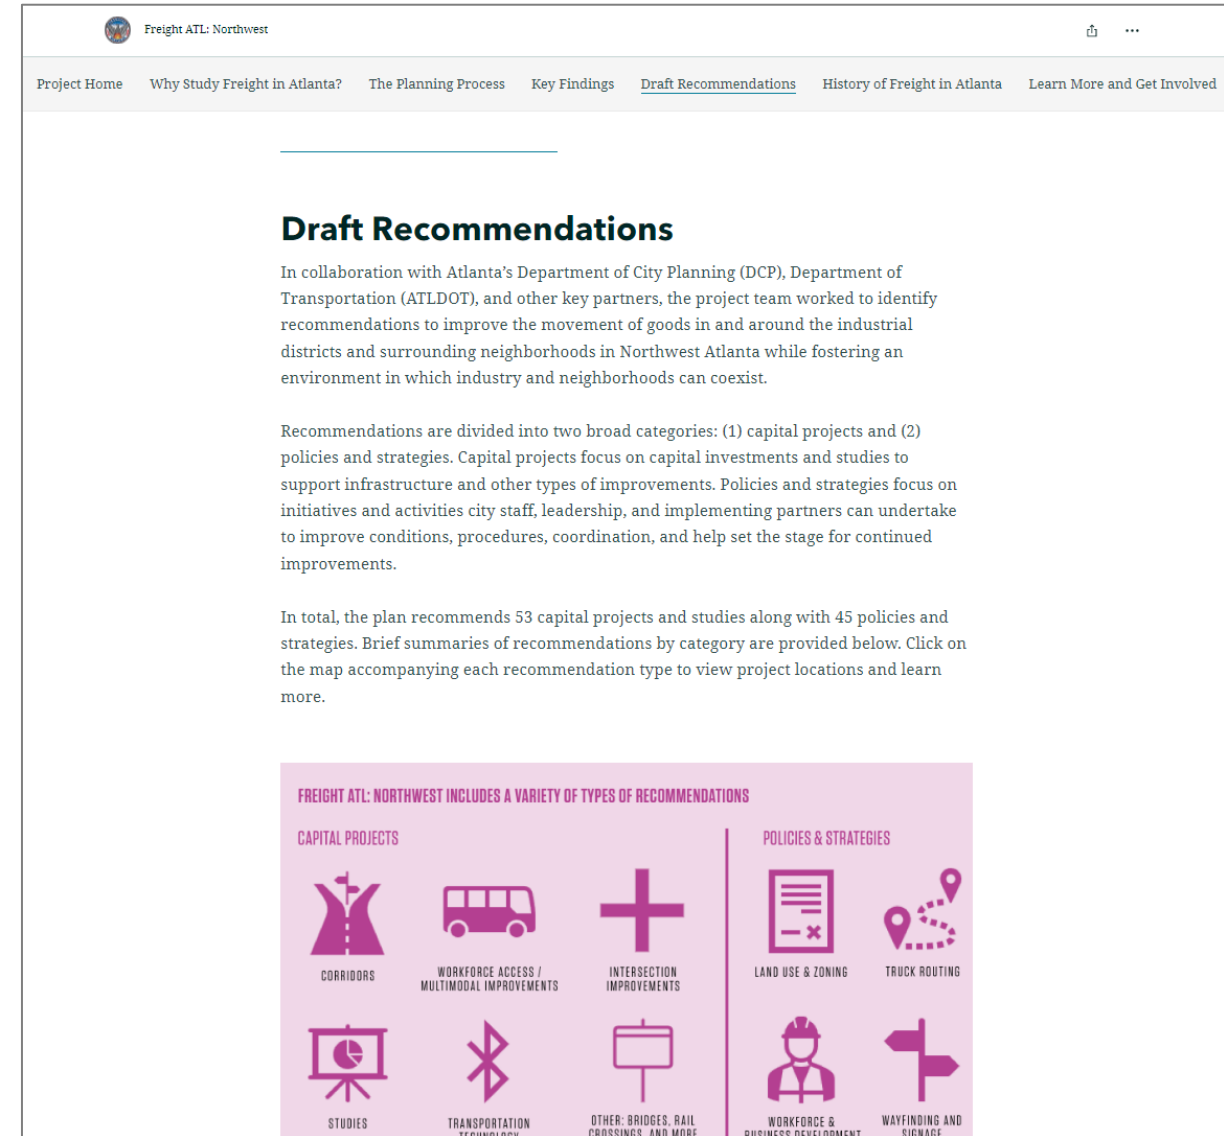 Freight ATL: Northwest
Project Home Why Study Freight in Atlanta? The Planning Process Key Findings Draft Recommendations History of Freight in Atlanta Learn More and Get Involved
Draft Recommendations
In collaboration with Atlanta’s Department of City Planning (DCP), Department of
Transportation (ATLDOT), and other key partners, the project team worked to identify
recommendations to improve the movement of goods in and around the industrial
districts and surrounding neighborhoods in Northwest Atlanta while fostering an
environment in which industry and neighborhoods can coexist.
Recommendations are divided into two broad categories: (1) capital projects and (2)
policies and strategies. Capital projects focus on capital investments and studies to
support infrastructure and other types of improvements. Policies and strategies focus on
initiatives and activities city staff, leadership, and implementing partners can undertake
to improve conditions, procedures, coordination, and help set the stage for continued
improvements.
In total, the plan recommends 53 capital projects and studies along with 45 policies and
strategies. Brief summaries of recommendations by category are provided below. Click on
the map accompanying each recommendation type to view project locations and learn
more.
FREIGHT ATL: NORTHWEST INCLUDES A VARIETY OF TYPES OF RECOMMENDATIONS
CAPITAL PROJECTS
CORRIDORS
WORKFORCE ACCESS /
MULTIMODAL IMPROVEMENTS
INTERSECTION
IMPROVEMENTS
STUDIES
TRANSPORTATION
TECHNOLOGY
OTHER: BRIDGES, RAIL
CROSSINGS, AND MORE
POLICIES & STRATEGIES
LAND USE & ZONING
TRUCK ROUTING
WORKFORCE &
BUSINESS DEVELOPMENT
WAYFINDING AND
SIGNAGE